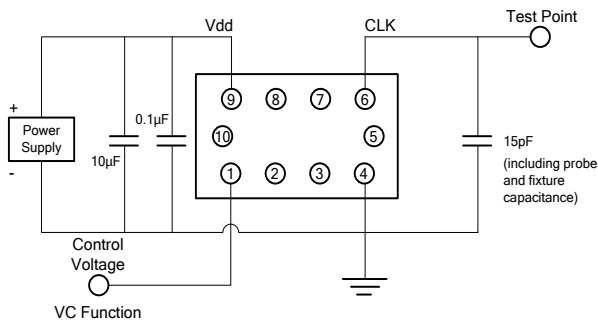 Vdd
CLK
Test Point
+
Power
Supply
-
10µF
0.1µF
9
8
7
6
10
5
1
2
3
4
15pF
(including probe
and fixture
capacitance)
Control
Voltage
VC Function